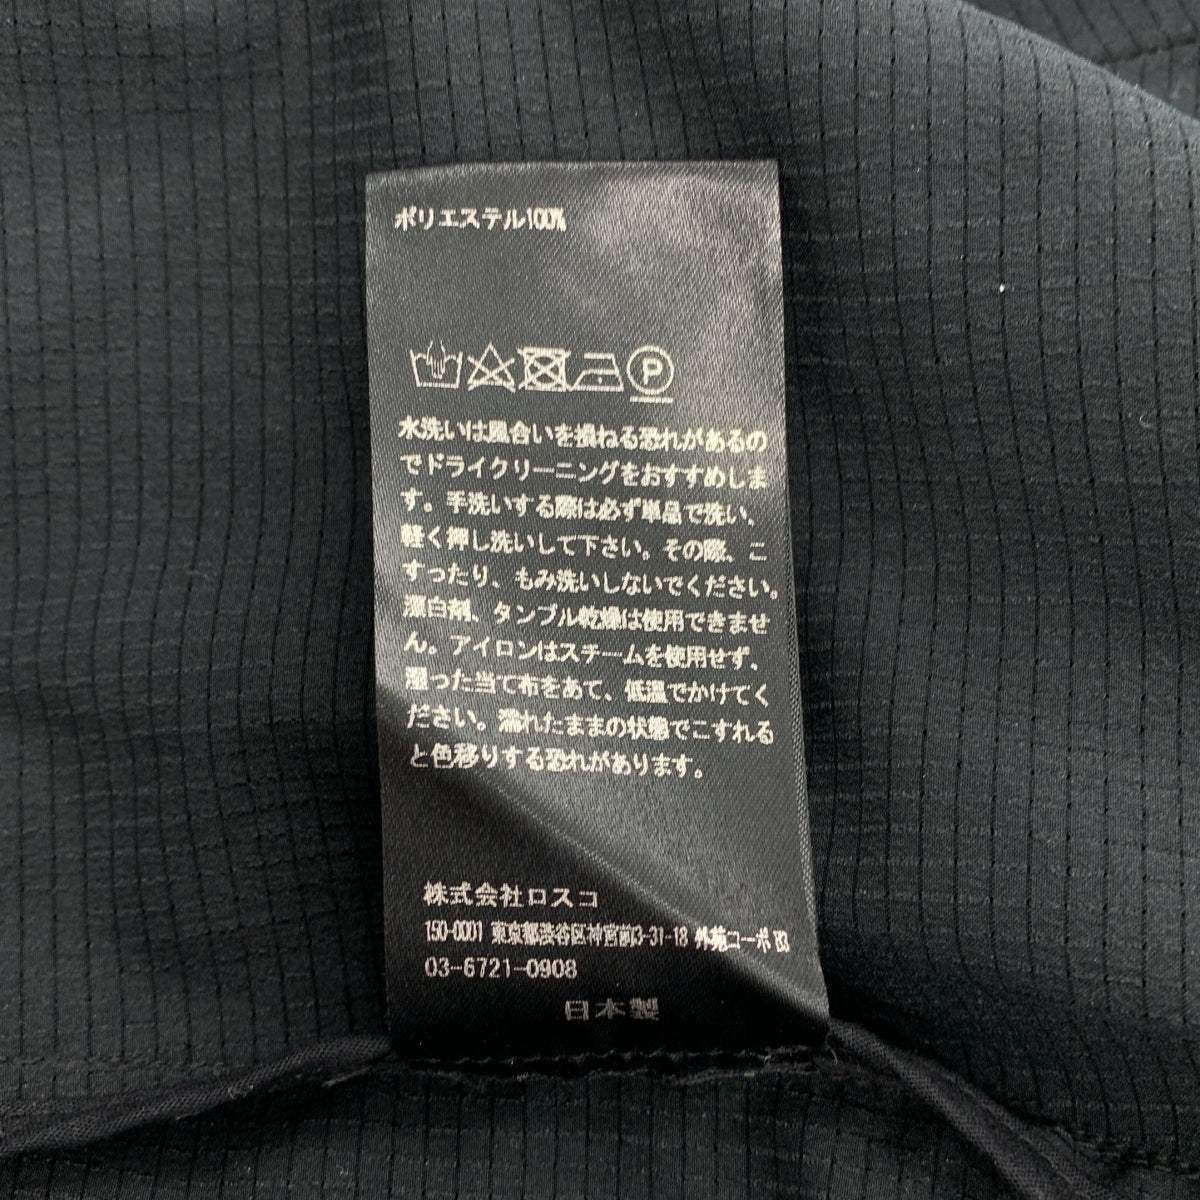 ポリエステル100%
P
水洗いは風合いを損ねる恐れがあるの
でドライクリーニングをおすすめしま
す。手洗いする際は必ず単品で洗い、
軽く押し洗いして下さい。その際、こ
すったり、もみ洗いしないでください。
漂白剤、タンブル乾燥は使用できませ
ん。アイロンはスチームを使用せず、
湿った当て布をあて、低温でかけてく
ださい。濡れたままの状態でこすれる
と色移りする恐れがあります。
株式会社ロスコ
150-0001 東京都渋谷区神宮前3-31-18 外苑コーポ B3
03-6721-0908
日本製